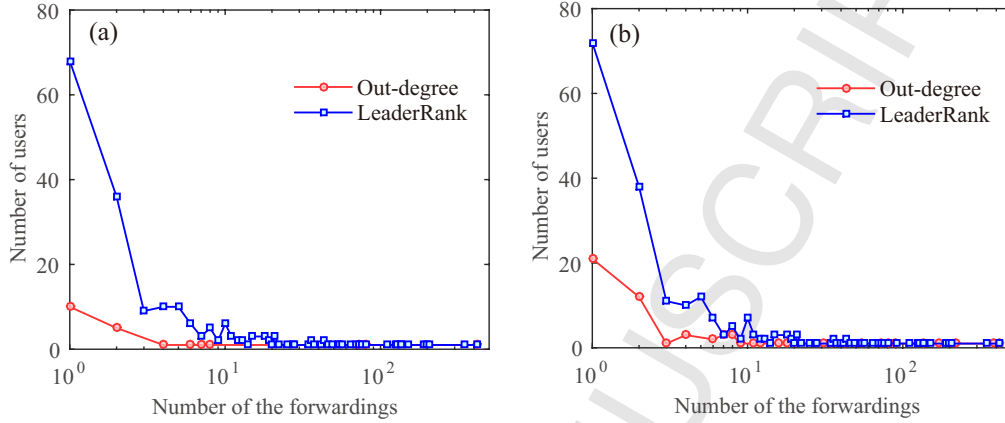 (a)
80
60
40
20
0
Number of users
Out-degree
LeaderRank
10^0
10^1
10^2
Number of the forwardings
(b)
80
60
40
20
0
Number of users
Out-degree
LeaderRank
10^0
10^1
10^2
Number of the forwardings
USCRIP